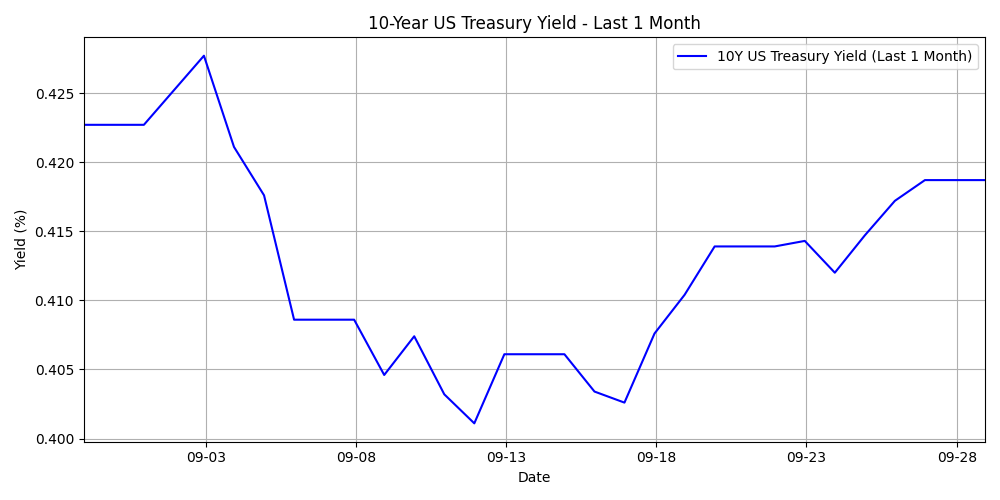 10-Year US Treasury Yield - Last 1 Month
10Y US Treasury Yield (Last 1 Month)
Yield (%)
0.425
0.420
0.415
0.410
0.405
0.400
09-03 09-08 09-13 09-18 09-23 09-28
Date